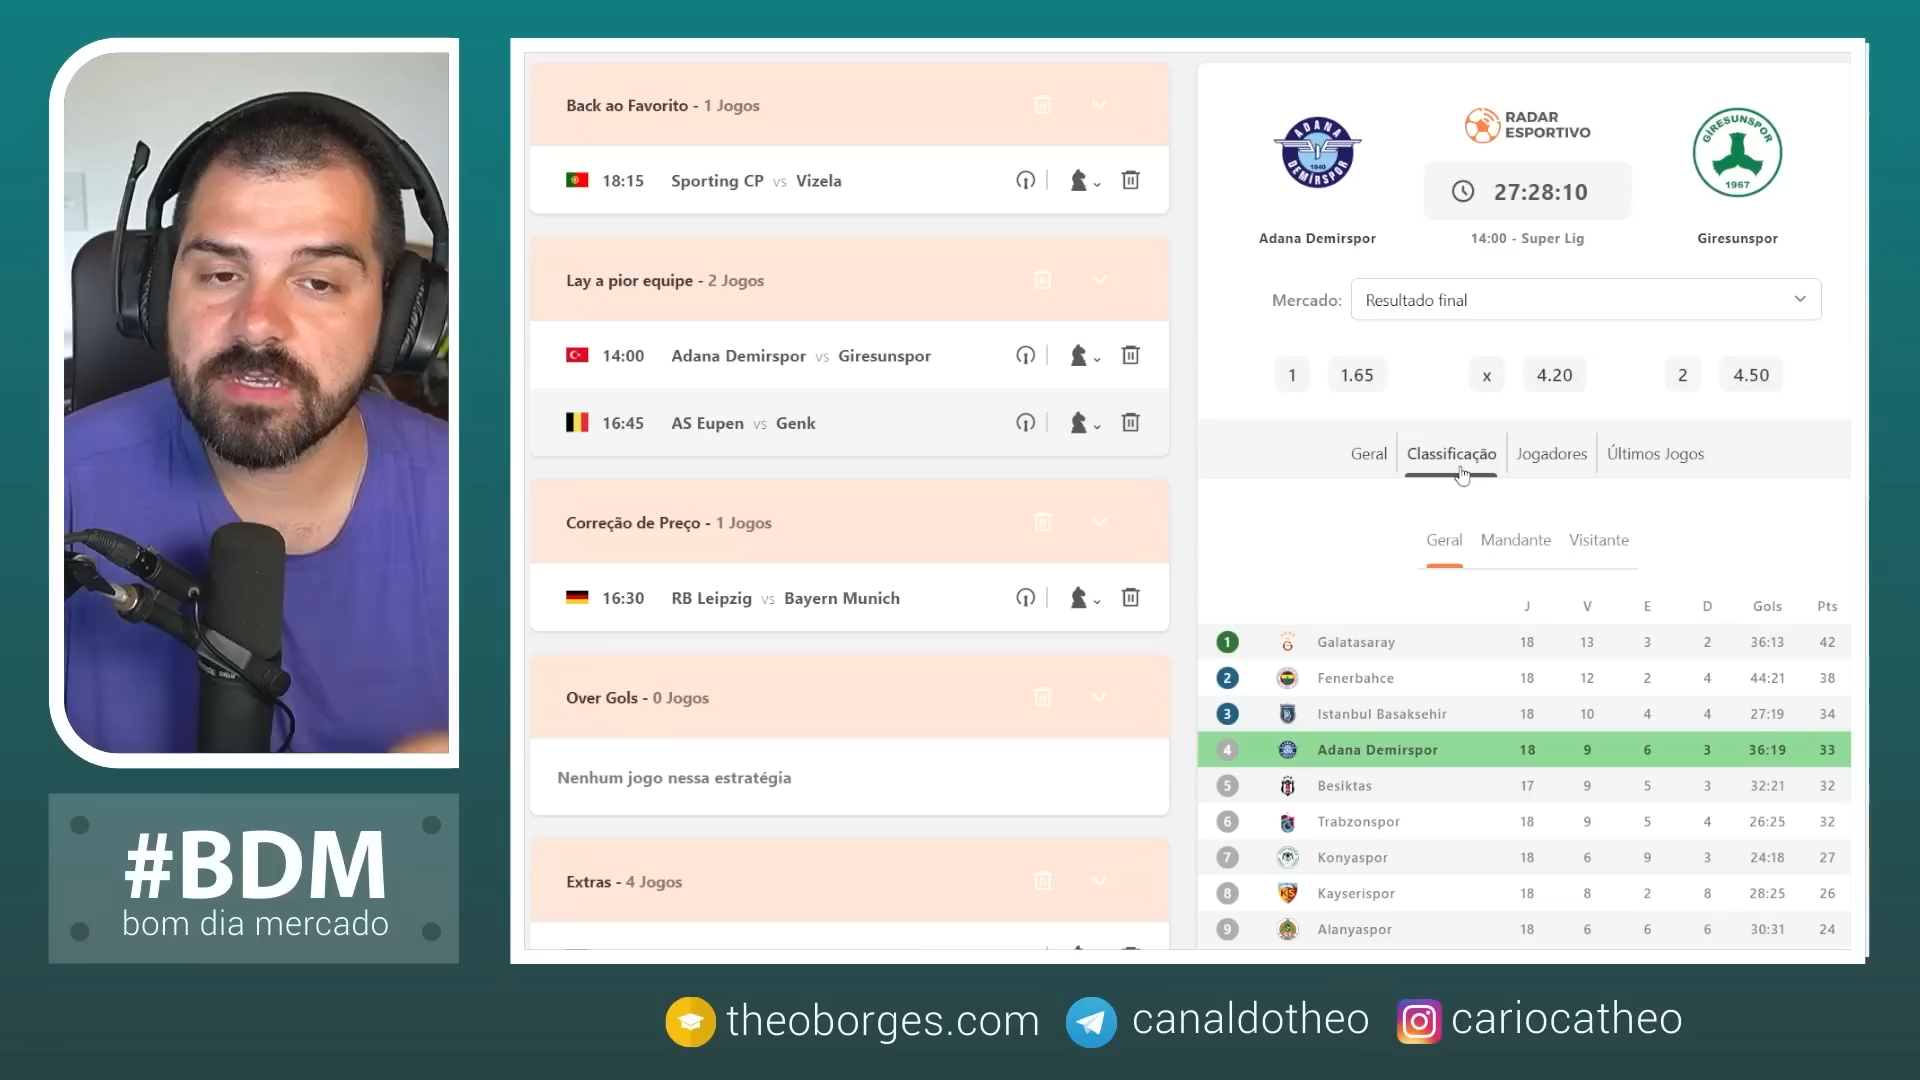 Back ao Favorito - 1 Jogos
18:15 Sporting CP vs Vizela
Lay a pior equipe - 2 Jogos
14:00 Adana Demirspor vs Giresunspor
16:45 AS Eupen vs Genk
Correção de Preço - 1 Jogos
16:30 RB Leipzig vs Bayern Munich
Over Gols - 0 Jogos
Nenhum jogo nessa estratégia
Extras - 4 Jogos
ADANA
1940
DEMİRSPOR
RADAR
ESPORTIVO
GİRESUNSPOR
1967
27:28:10
Adana Demirspor
14:00 - Super Lig
Giresunspor
Mercado: Resultado final
1 1.65 x 4.20 2 4.50
Geral Classificação Jogadores Últimos Jogos
Geral Mandante Visitante
J V E D Gols Pts
1 Galatasaray 18 13 3 2 36:13 42
2 Fenerbahce 18 12 2 4 44:21 38
3 Istanbul Basaksehir 18 10 4 4 27:19 34
4 Adana Demirspor 18 9 6 3 36:19 33
5 Besiktas 17 9 5 3 32:21 32
6 Trabzonspor 18 9 5 4 26:25 32
7 Konyaspor 18 6 9 3 24:18 27
8 Kayserispor 18 8 2 8 28:25 26
9 Alanyaspor 18 6 6 6 30:31 24
#BDM
bom dia mercado
theoborges.com
canaldotheo
cariocatheo